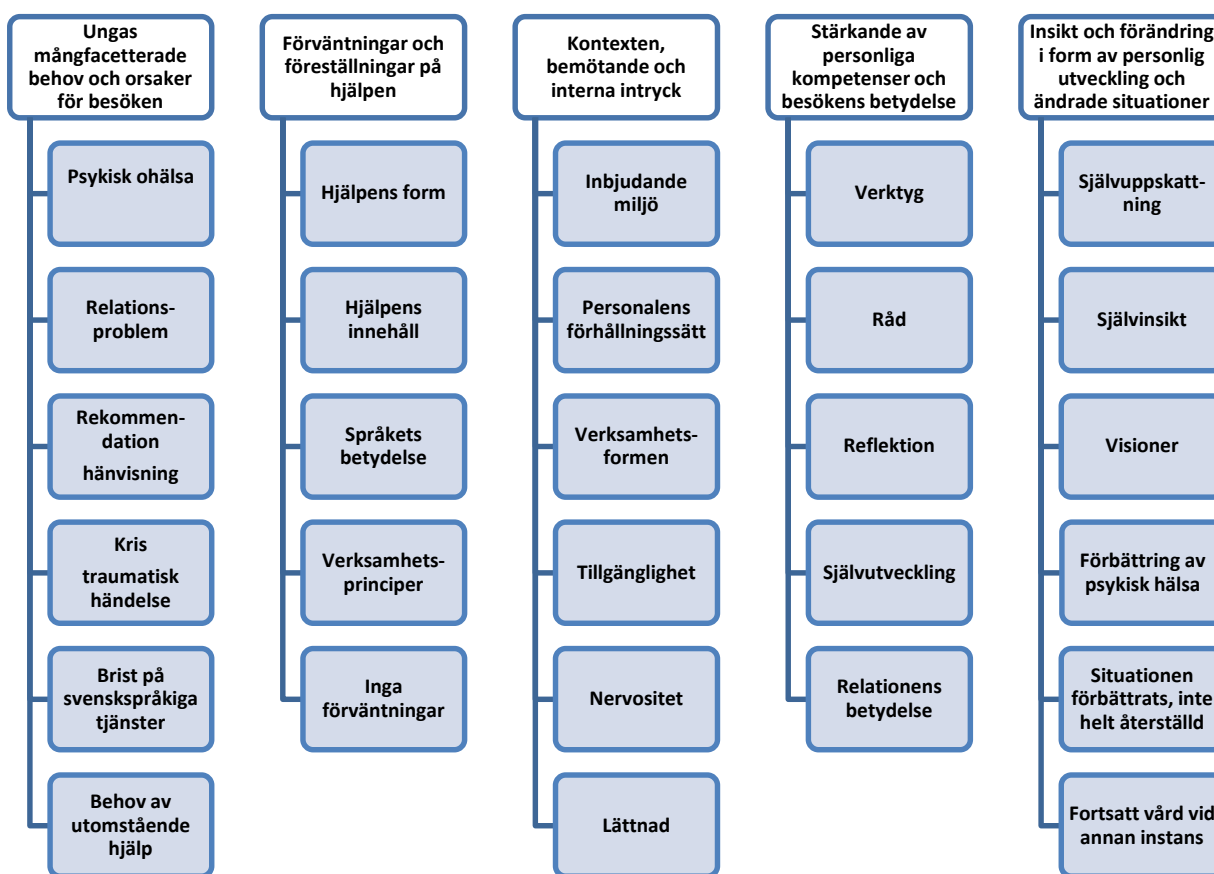 Ungas
mångfacetterade
behov och orsaker
för besöken
Psykisk ohälsa
Relations-
problem
Rekommen-
dation
hänvisning
Kris
traumatisk
händelse
Brist på
svenskspråkiga
tjänster
Behov av
utomstående
hjälp
Förväntningar och
föreställningar på
hjälpen
Hjälpens form
Hjälpens
innehåll
Språkets
betydelse
Verksamhets-
principer
Inga
förväntningar
Kontexten,
bemötande och
interna intryck
Inbjudande
miljö
Personalens
förhållningssätt
Verksamhets-
formen
Tillgänglighet
Nervositet
Lättnad
Stärkande av
personliga
kompetenser och
besökens betydelse
Verktyg
Råd
Reflektion
Självutveckling
Relationens
betydelse
Insikt och förändring
i form av personlig
utveckling och
ändrade situationer
Självuppskatt-
ning
Självinsikt
Visioner
Förbättring av
psykisk hälsa
Situationen
förbättrats, inte
helt återställd
Fortsatt vård vid
annan instans